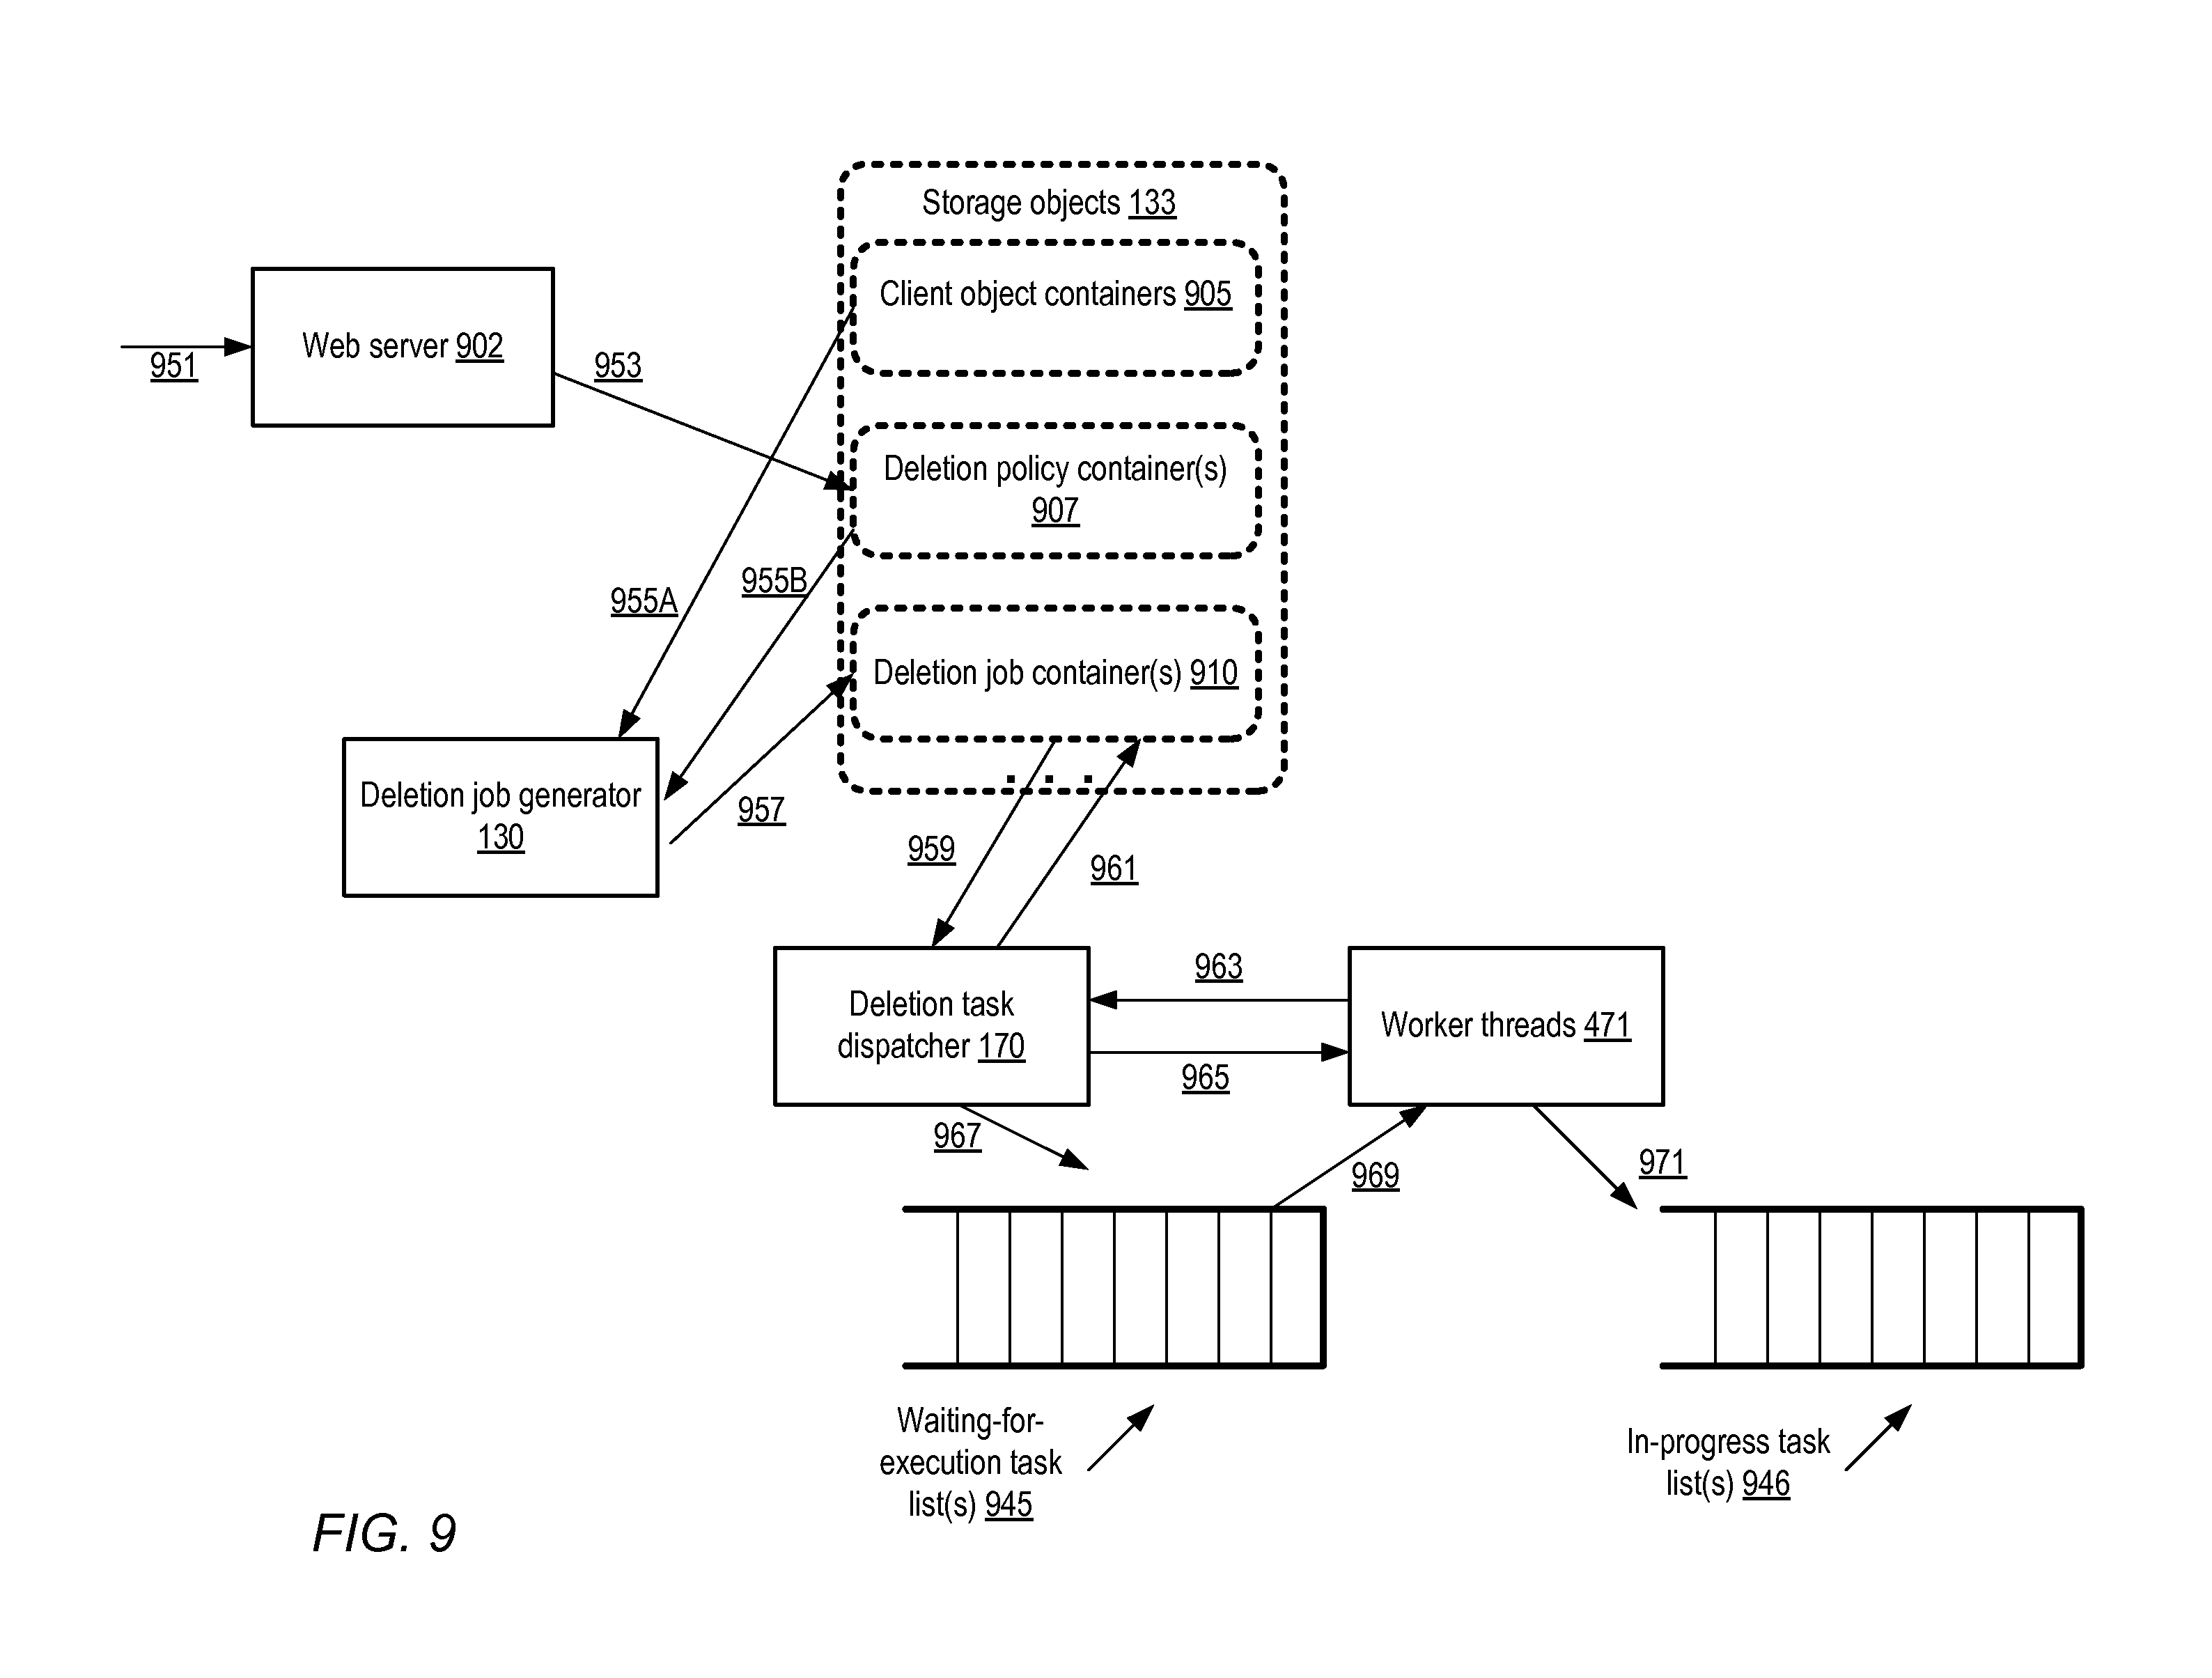 Storage objects 133
Client object containers 905
Web server 902
951
953
Deletion policy container(s)
907
955A
955B
Deletion job container(s) 910
. . .
Deletion job generator
130
957
959
961
Deletion task
dispatcher 170
963
965
Worker threads 471
967
969
971
Waiting-for-
execution task
list(s) 945
In-progress task
list(s) 946
FIG. 9